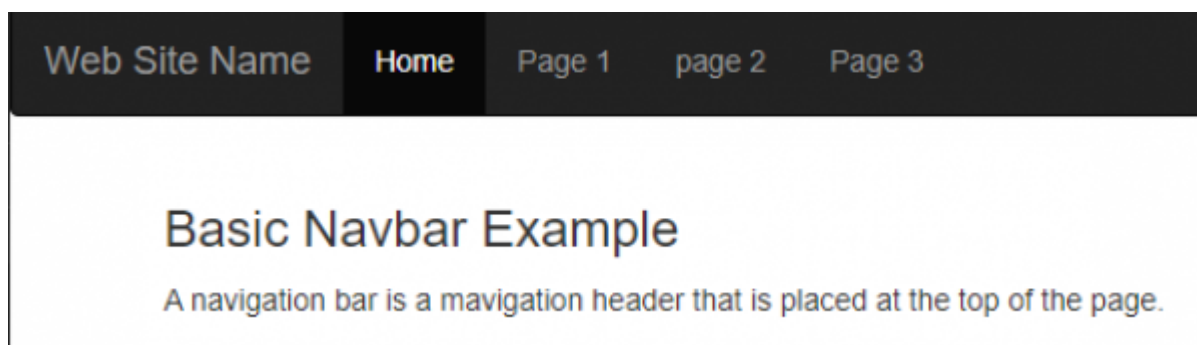 Web Site Name Home Page 1 page 2 Page 3
Basic Navbar Example
A navigation bar is a mavigation header that is placed at the top of the page.